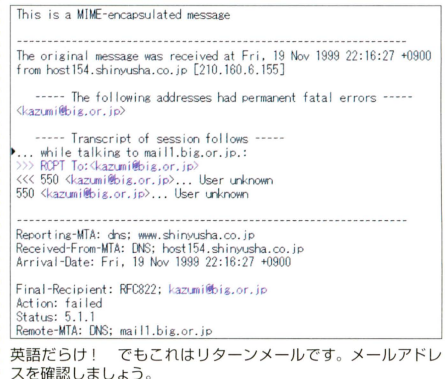 This is a MIME-encapsulated message
----------------------------------------------------------------
The original message was received at Fri, 19 Nov 1999 22:16:27 +0900
from host154.shinyusha.co.jp [210.160.6.155]
----- The following addresses had permanent fatal errors -----
<kazumi@big.or.jp>
----- Transcript of session follows -----
... while talking to mail1.big.or.jp.:
>>> RCPT To:<kazumi@big.or.jp>
<<< 550 <kazumi@big.or.jp>... User unknown
550 <kazumi@big.or.jp>... User unknown
----------------------------------------------------------------
Reporting-MTA: dns; www.shinyusha.co.jp
Received-From-MTA: DNS; host154.shinyusha.co.jp
Arrival-Date: Fri, 19 Nov 1999 22:16:27 +0900
Final-Recipient: RFC822; kazumi@big.or.jp
Action: failed
Status: 5.1.1
Remote-MTA: DNS; mail1.big.or.jp
英語だらけ！　でもこれはリターンメールです。メールアドレ
スを確認しましょう。